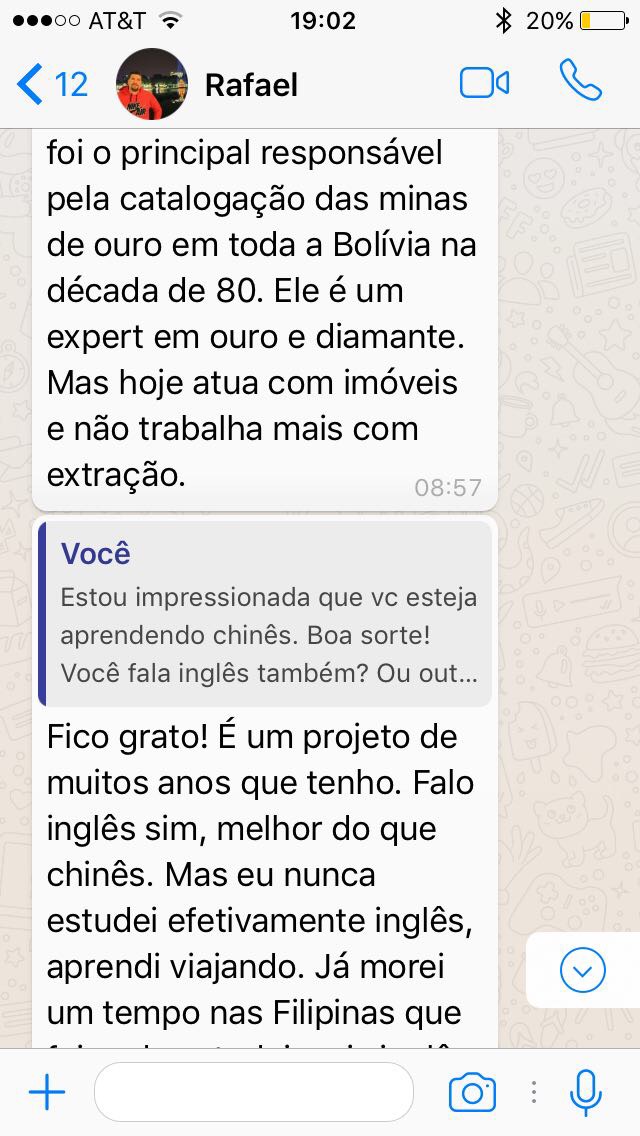 AT&T 19:02 20%
12 Rafael
foi o principal responsável
pela catalogação das minas
de ouro em toda a Bolívia na
década de 80. Ele é um
expert em ouro e diamante.
Mas hoje atua com imóveis
e não trabalha mais com
extração.
08:57
Você
Estou impressionada que vc esteja
aprendendo chinês. Boa sorte!
Você fala inglês também? Ou out...
Fico grato! É um projeto de
muitos anos que tenho. Falo
inglês sim, melhor do que
chinês. Mas eu nunca
estudei efetivamente inglês,
aprendi viajando. Já morei
um tempo nas Filipinas que